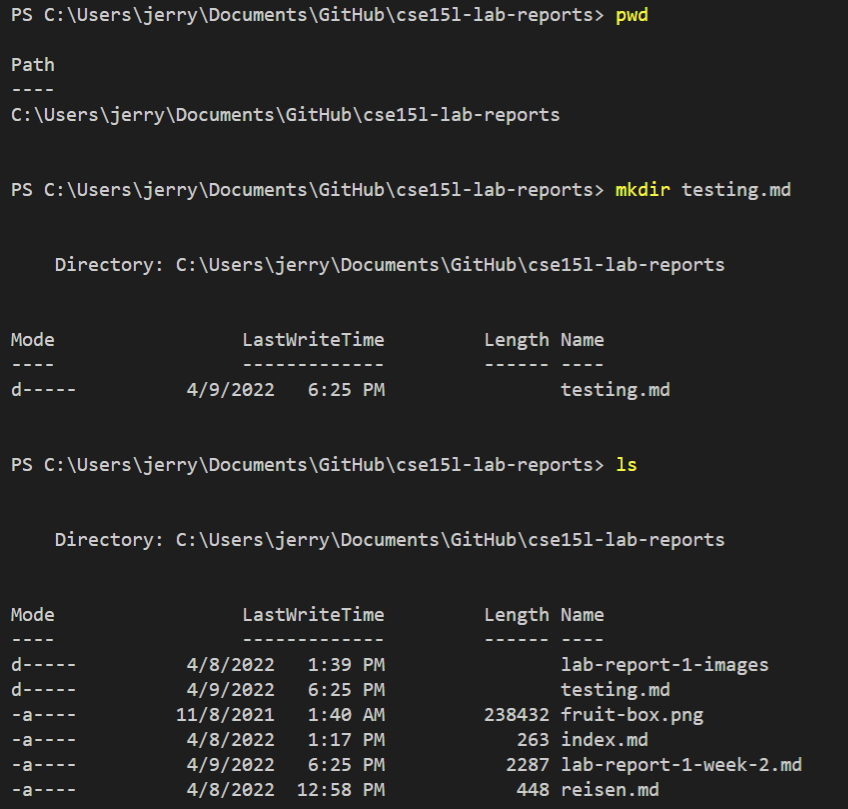 PS C:\Users\jerry\Documents\GitHub\cse15l-lab-reports> pwd
Path
----
C:\Users\jerry\Documents\GitHub\cse15l-lab-reports
PS C:\Users\jerry\Documents\GitHub\cse15l-lab-reports> mkdir testing.md
    Directory: C:\Users\jerry\Documents\GitHub\cse15l-lab-reports
Mode                 LastWriteTime         Length Name
----                 -------------         ------ ----
d-----          4/9/2022   6:25 PM                testing.md
PS C:\Users\jerry\Documents\GitHub\cse15l-lab-reports> ls
    Directory: C:\Users\jerry\Documents\GitHub\cse15l-lab-reports
Mode                 LastWriteTime         Length Name
----                 -------------         ------ ----
d-----          4/8/2022   1:39 PM                lab-report-1-images
d-----          4/9/2022   6:25 PM                testing.md
-a----         11/8/2021   1:40 AM         238432 fruit-box.png
-a----          4/8/2022   1:17 PM            263 index.md
-a----          4/9/2022   6:25 PM           2287 lab-report-1-week-2.md
-a----          4/8/2022  12:58 PM            448 reisen.md